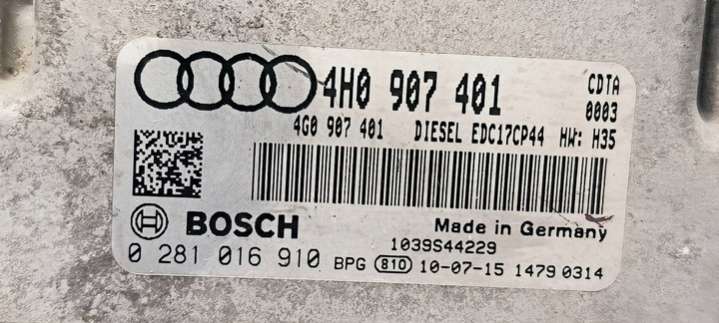 4H0 907 401 CDTA
0003
4G0 907 401 DIESEL EDC17CP44 HW: H35
BOSCH Made in Germany
1039S44229
0 281 016 910 BPG 810 10-07-15 1479 0314